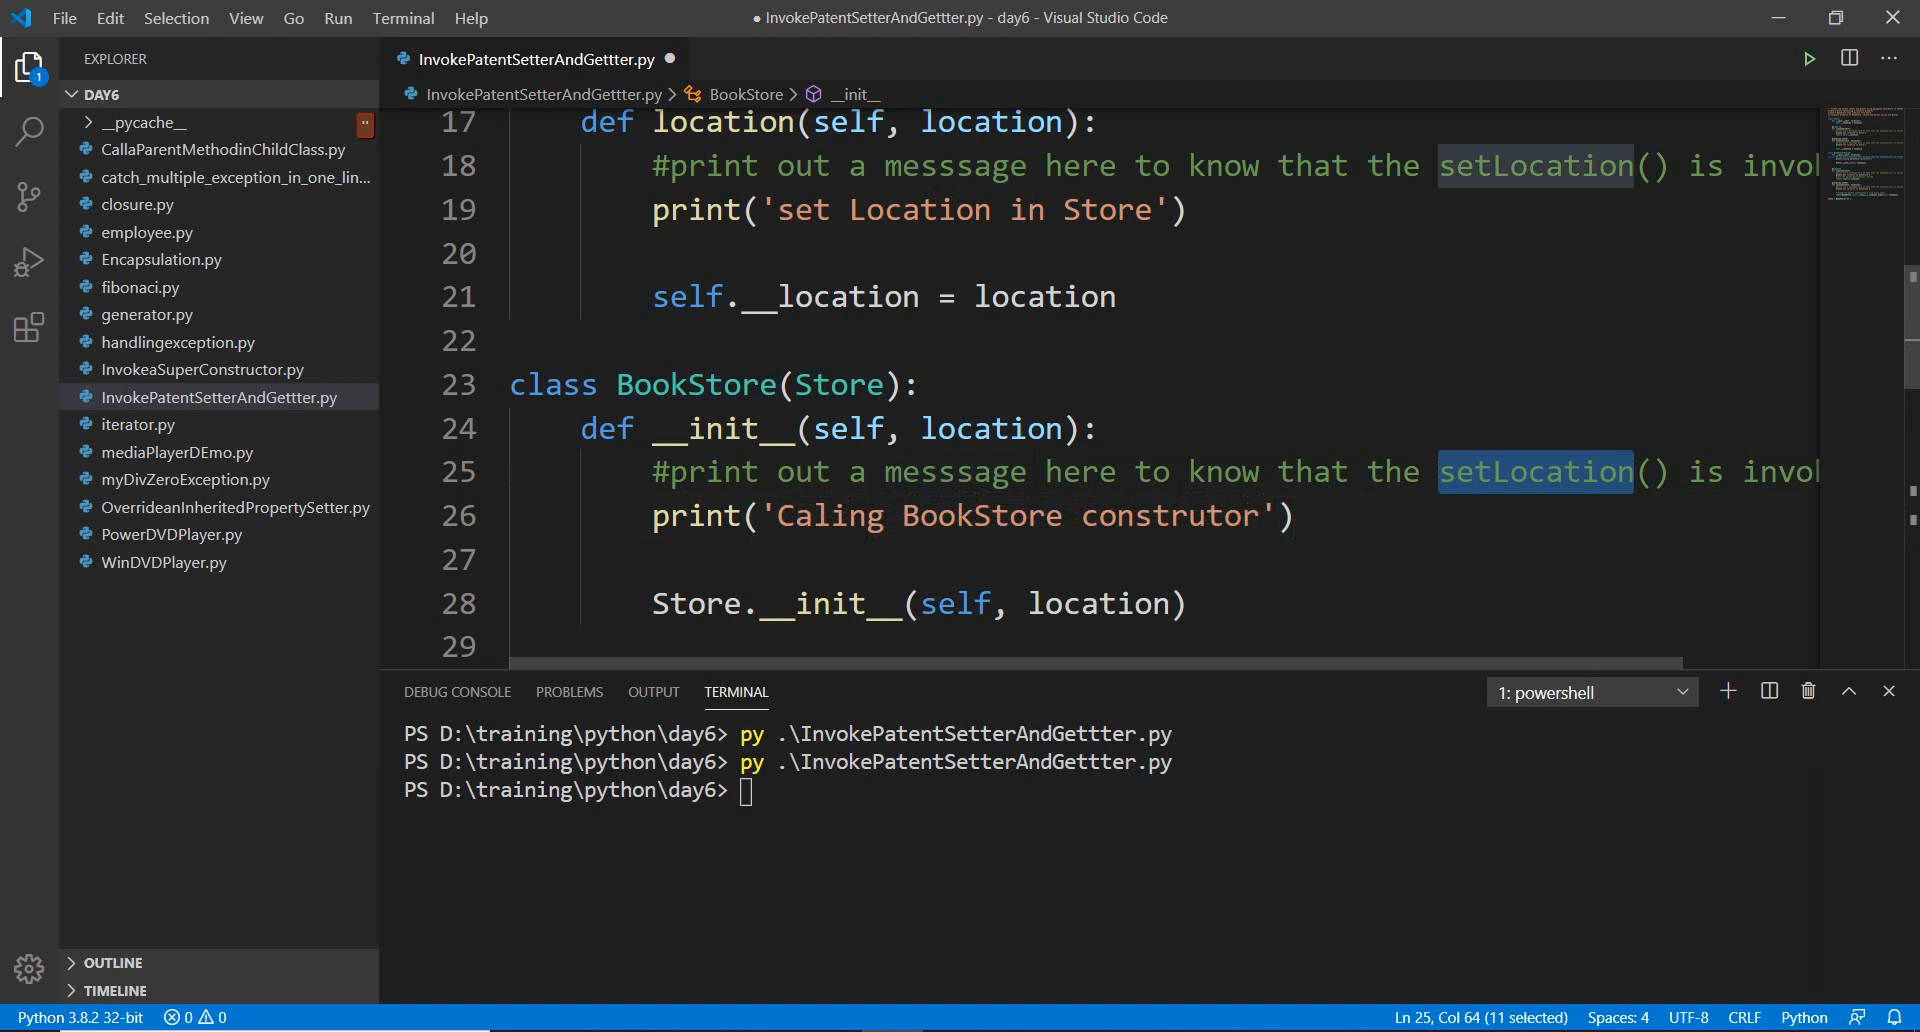 File Edit Selection View Go Run Terminal Help
● InvokePatentSetterAndGettter.py - day6 - Visual Studio Code
EXPLORER
DAY6
__pycache__
CallaParentMethodinChildClass.py
catch_multiple_exception_in_one_lin...
closure.py
employee.py
Encapsulation.py
fibonaci.py
generator.py
handlingexception.py
InvokeaSuperConstructor.py
InvokePatentSetterAndGettter.py
iterator.py
mediaPlayerDEmo.py
myDivZeroException.py
OverrideanInheritedPropertySetter.py
PowerDVDPlayer.py
WinDVDPlayer.py
OUTLINE
TIMELINE
InvokePatentSetterAndGettter.py
InvokePatentSetterAndGettter.py > BookStore > __init__
17 def location(self, location):
18 #print out a messsage here to know that the setLocation() is invo
19 print('set Location in Store')
20
21 self.__location = location
22
23 class BookStore(Store):
24 def __init__(self, location):
25 #print out a messsage here to know that the setLocation() is invo
26 print('Caling BookStore construtor')
27
28 Store.__init__(self, location)
29
DEBUG CONSOLE PROBLEMS OUTPUT TERMINAL
1: powershell
PS D:\training\python\day6> py .\InvokePatentSetterAndGettter.py
PS D:\training\python\day6> py .\InvokePatentSetterAndGettter.py
PS D:\training\python\day6>
1
Python 3.8.2 32-bit 0 0
Ln 25, Col 64 (11 selected) Spaces: 4 UTF-8 CRLF Python